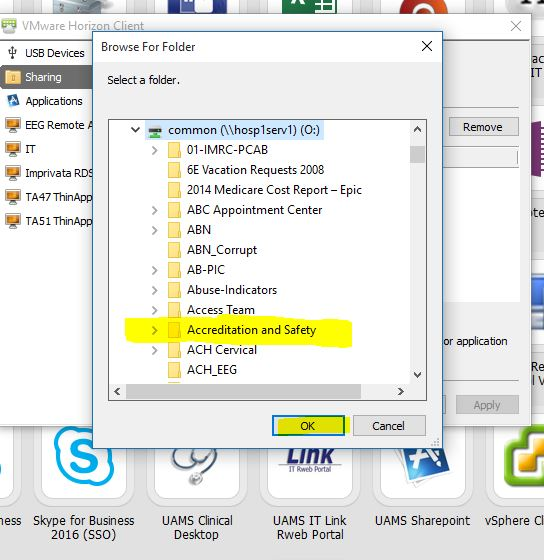 VMware Horizon Client
Browse For Folder
Select a folder.
USB Devices
Sharing
Applications
EEG Remote A
IT
Imprivata RDS
TA47 ThinApp
TA51 ThinApp
common (\\hosp1serv1) (O:)
01-IMRC-PCAB
6E Vacation Requests 2008
2014 Medicare Cost Report – Epic
ABC Appointment Center
ABN
ABN_Corrupt
AB-PIC
Abuse-Indicators
Access Team
Accreditation and Safety
ACH Cervical
ACH_EEG
Remove
or application
OK
Cancel
Apply
iness
Skype for Business
2016 (SSO)
UAMS Clinical
Desktop
Link
IT Rweb Portal
UAMS IT Link
Rweb Portal
UAMS Sharepoint
vSphere Cl